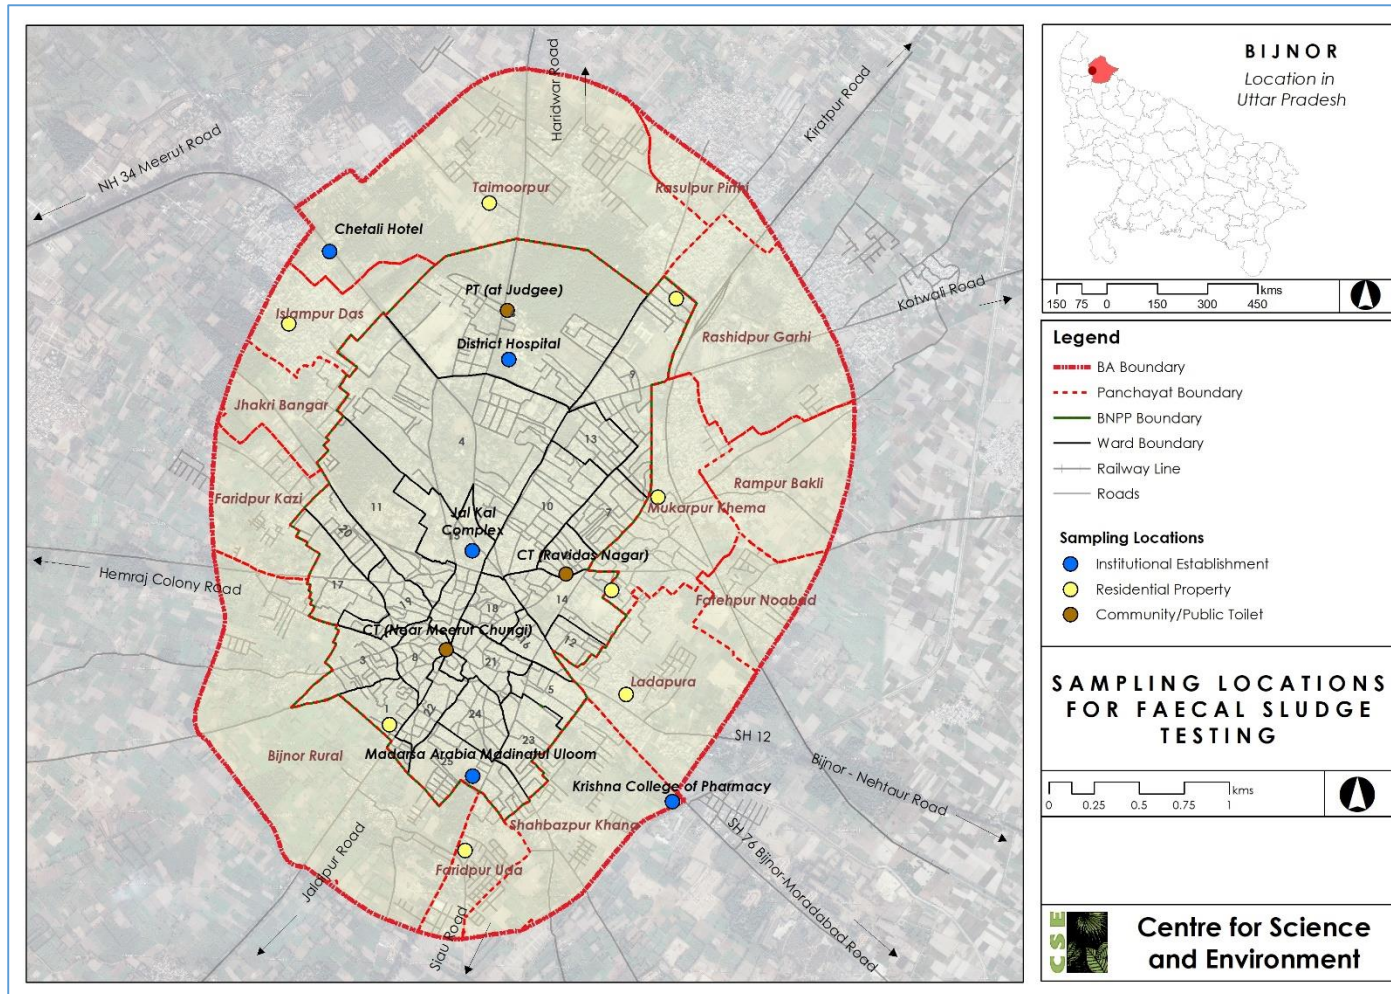 Haridwar Road
Kiratpur Road
NH 34 Meerut Road
Taimoorpur
Rasulpur Pirthi
Chetali Hotel
PT (at Judgee)
Kotwali Road
Islampur Das
District Hospital
Rashidpur Garhi
9
Jhakri Bangar
4
13
Rampur Bakli
Faridpur Kazi
11
10
7
Mukarpur Khema
Jal Kal
Complex
20
CT (Ravidas Nagar)
Hemraj Colony Road
17
19
18
14
Fatehpur Noabad
CT (Near Meerut Chungi)
16
12
3
8
21
Ladapura
5
1
22
24
23
SH 12
Bijnor Rural
Madarsa Arabia Madinatul Uloom
25
Krishna College of Pharmacy
Bijnor - Nehtaur Road
Shahbazpur Khana
SH 76 Bijnor-Moradabad Road
Jalalpur Road
Faridpur Uda
Siau Road
BIJNOR
Location in
Uttar Pradesh
150 75 0 150 300 450 kms
Legend
BA Boundary
Panchayat Boundary
BNPP Boundary
Ward Boundary
Railway Line
Roads
Sampling Locations
Institutional Establishment
Residential Property
Community/Public Toilet
SAMPLING LOCATIONS
FOR FAECAL SLUDGE
TESTING
0 0.25 0.5 0.75 1 kms
CSE
Centre for Science
and Environment